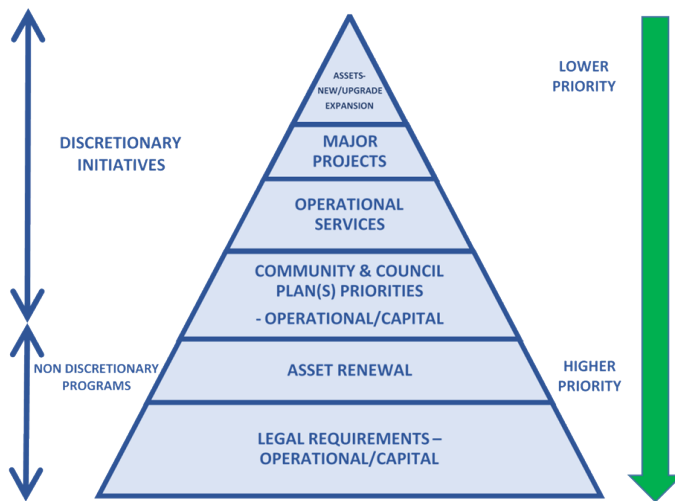 ASSETS-
NEW/UPGRADE
EXPANSION
LOWER
PRIORITY
DISCRETIONARY
INITIATIVES
MAJOR
PROJECTS
OPERATIONAL
SERVICES
COMMUNITY & COUNCIL
PLAN(S) PRIORITIES
- OPERATIONAL/CAPITAL
NON DISCRETIONARY
PROGRAMS
ASSET RENEWAL
HIGHER
PRIORITY
LEGAL REQUIREMENTS –
OPERATIONAL/CAPITAL